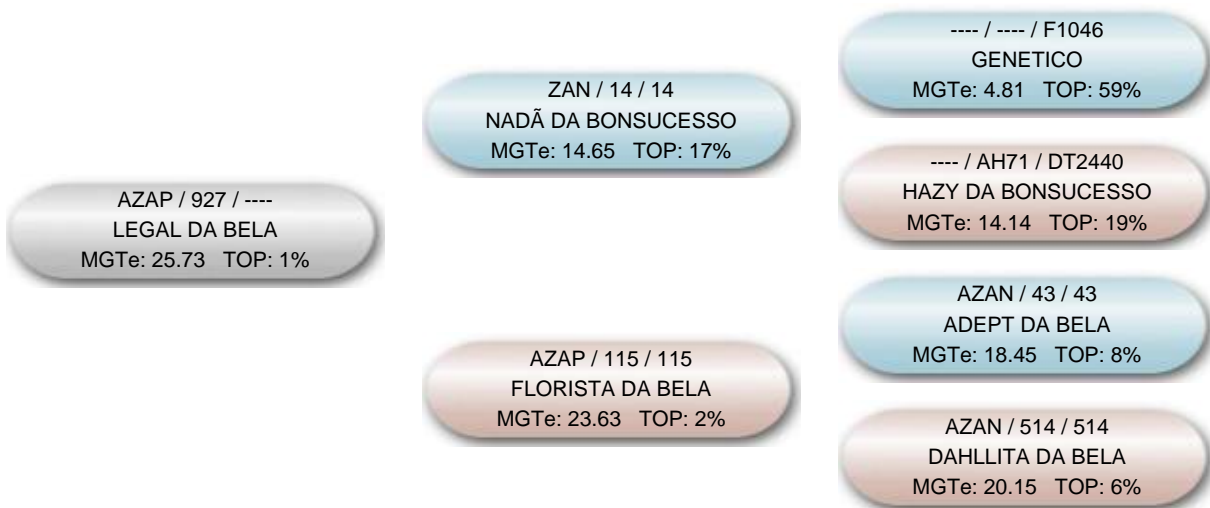 AZAP / 927 / ----
LEGAL DA BELA
MGTe: 25.73 TOP: 1%
ZAN / 14 / 14
NADÃ DA BONSUCESSO
MGTe: 14.65 TOP: 17%
AZAP / 115 / 115
FLORISTA DA BELA
MGTe: 23.63 TOP: 2%
---- / ---- / F1046
GENETICO
MGTe: 4.81 TOP: 59%
---- / AH71 / DT2440
HAZY DA BONSUCESSO
MGTe: 14.14 TOP: 19%
AZAN / 43 / 43
ADEPT DA BELA
MGTe: 18.45 TOP: 8%
AZAN / 514 / 514
DAHLLITA DA BELA
MGTe: 20.15 TOP: 6%